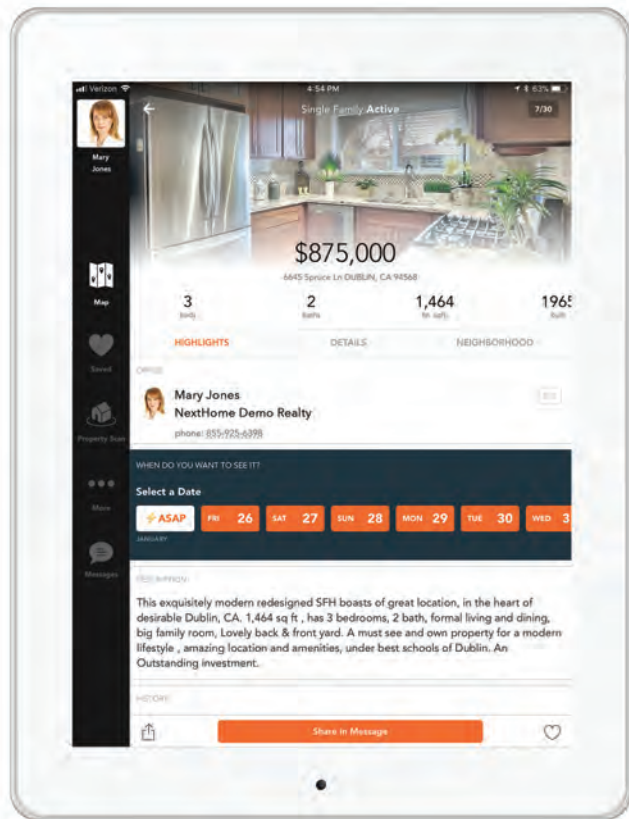 Verizon
4:54 PM
63%
Mary
Jones
Single Family Active
7/30
$875,000
6645 Spruce Ln DUBLIN, CA 94568
3
beds
2
baths
1,464
fin. sqft.
1965
built
HIGHLIGHTS
DETAILS
NEIGHBORHOOD
Map
Saved
Property Scan
More
Messages
OFFICE
Mary Jones
NextHome Demo Realty
phone: 855-925-6398
WHEN DO YOU WANT TO SEE IT?
Select a Date
ASAP
FRI 26
SAT 27
SUN 28
MON 29
TUE 30
WED 3
JANUARY
DESCRIPTION
This exquisitely modern redesigned SFH boasts of great location, in the heart of
desirable Dublin, CA. 1,464 sq ft , has 3 bedrooms, 2 bath, formal living and dining,
big family room, Lovely back & front yard. A must see and own property for a modern
lifestyle , amazing location and amenities, under best schools of Dublin. An
Outstanding investment.
HISTORY
Share in Message